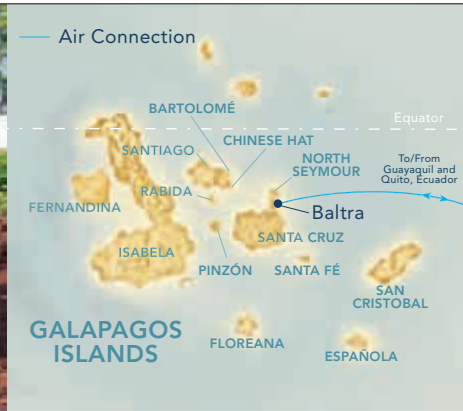 Air Connection
BARTOLOMÉ
Equator
CHINESE HAT
SANTIAGO
NORTH
SEYMOUR
To/From
Guayaquil and
Quito, Ecuador
RABIDA
FERNANDINA
Baltra
SANTA CRUZ
ISABELA
PINZÓN
SANTA FÉ
SAN
CRISTOBAL
GALAPAGOS
ISLANDS
FLOREANA
ESPAÑOLA